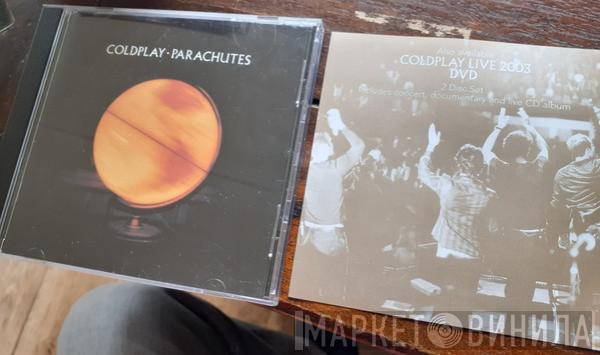 COLDPLAY · PARACHUTES
Also available
COLDPLAY LIVE 2003
DVD
2 Disc Set
Includes concert, documentary and live CD album
МАРКЕТ ВИНИЛА